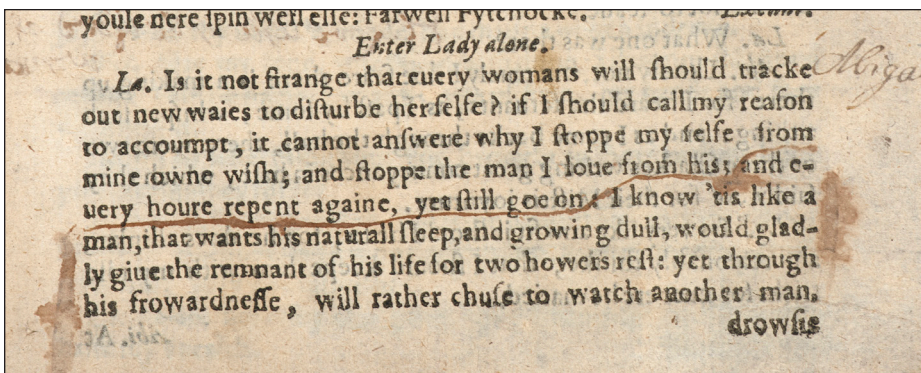 youle nere ſpin well elſe: Farwell Fytchocke. Exeunt.
Enter Lady alone.
La. Is it not ſtrange that euery womans will ſhould tracke
out new waies to diſturbe herſelfe? if I ſhould call my reaſon
to accoumpt, it cannot anſwere why I ſtoppe my ſelfe from
mine owne wiſh; and ſtoppe the man I loue from his; and e-
uery houre repent againe, yet ſtill goe on: I know 'tis like a
man, that wants his naturall ſleep, and growing dull, would glad-
ly giue the remnant of his life for two howers reſt: yet through
his frowardneſſe, will rather chuſe to watch another man,
drowſie
Abiga